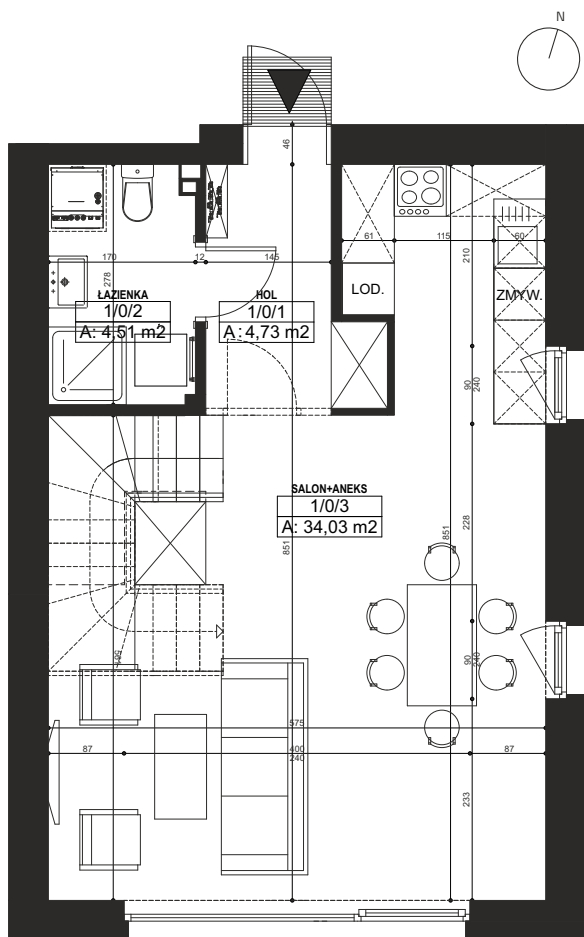 N
46
170
12
145
61
115
60
278
210
ŁAZIENKA
1/0/2
A: 4,51 m2
HOL
1/0/1
A: 4,73 m2
LOD.
ZMYW.
90
240
SALON+ANEKS
1/0/3
A: 34,03 m2
228
851
851
90
240
561
575
87
400
240
87
233